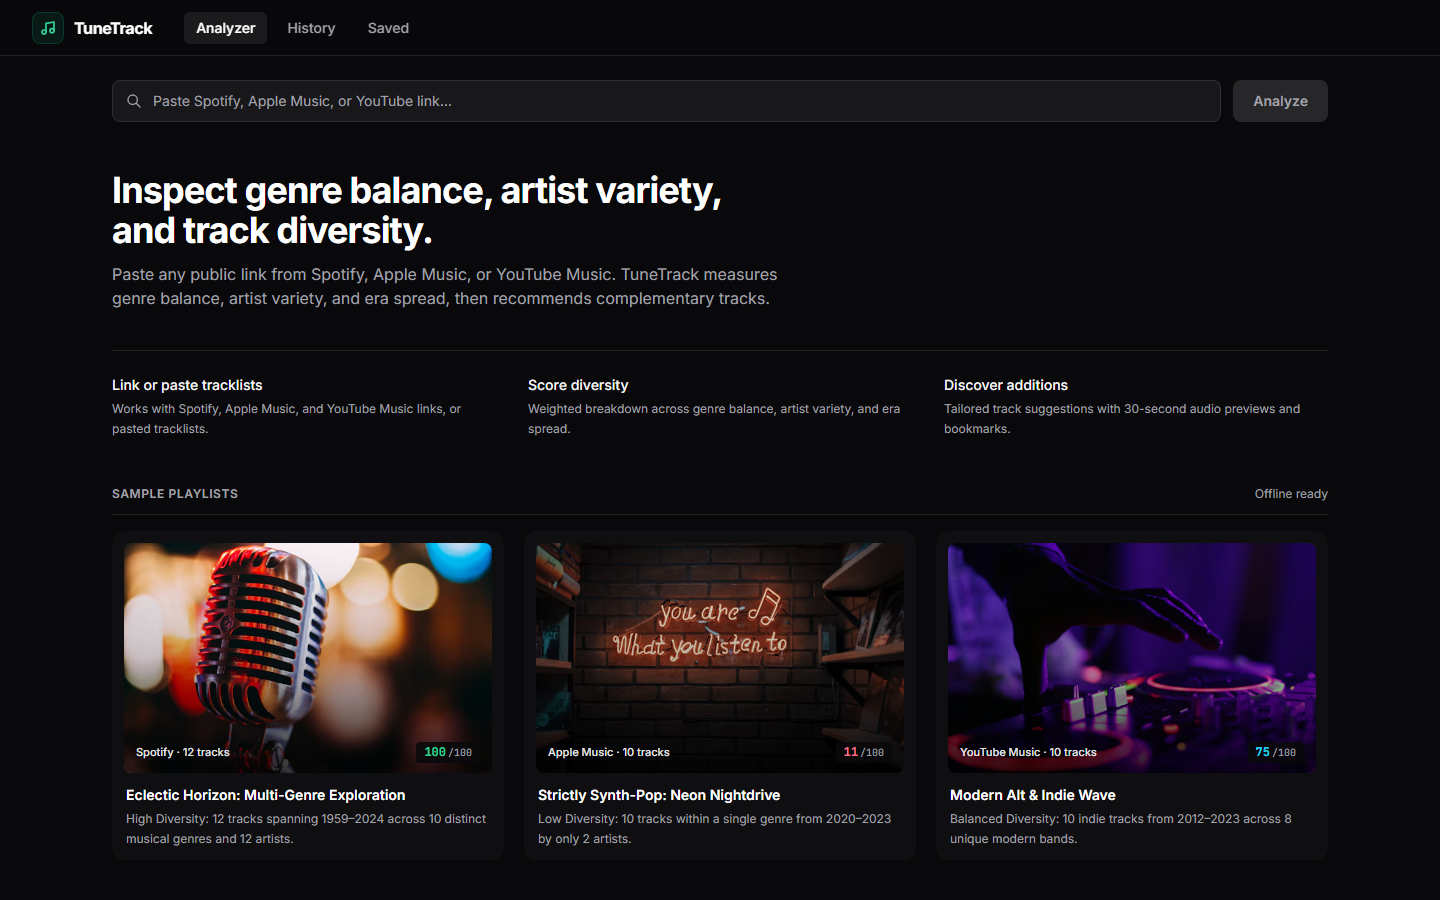 TuneTrack
Analyzer
History
Saved
Paste Spotify, Apple Music, or YouTube link...
Analyze
Inspect genre balance, artist variety,
and track diversity.
Paste any public link from Spotify, Apple Music, or YouTube Music. TuneTrack measures
genre balance, artist variety, and era spread, then recommends complementary tracks.
Link or paste tracklists
Works with Spotify, Apple Music, and YouTube Music links, or
pasted tracklists.
Score diversity
Weighted breakdown across genre balance, artist variety, and era
spread.
Discover additions
Tailored track suggestions with 30-second audio previews and
bookmarks.
SAMPLE PLAYLISTS
Offline ready
Spotify · 12 tracks
100/100
Eclectic Horizon: Multi-Genre Exploration
High Diversity: 12 tracks spanning 1959–2024 across 10 distinct
musical genres and 12 artists.
you are
What you listen to
Apple Music · 10 tracks
11/100
Strictly Synth-Pop: Neon Nightdrive
Low Diversity: 10 tracks within a single genre from 2020–2023
by only 2 artists.
YouTube Music · 10 tracks
75/100
Modern Alt & Indie Wave
Balanced Diversity: 10 indie tracks from 2012–2023 across 8
unique modern bands.